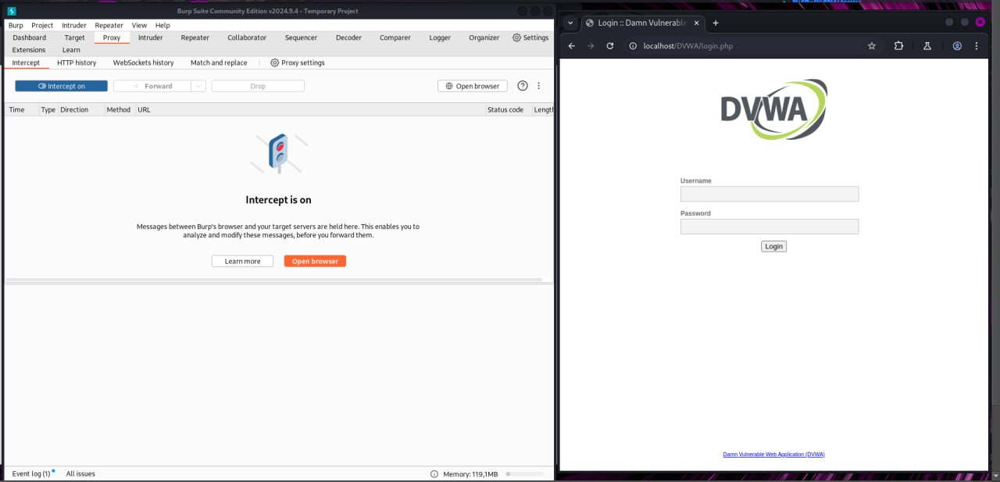 Burp Suite Community Edition v2024.9.4 - Temporary Project
Burp Project Intruder Repeater View Help
Dashboard Target Proxy Intruder Repeater Collaborator Sequencer Decoder Comparer Logger Organizer Settings
Extensions Learn
Intercept HTTP history WebSockets history Match and replace Proxy settings
Intercept on Forward Drop Open browser
Time Type Direction Method URL Status code Length
Intercept is on
Messages between Burp's browser and your target servers are held here. This enables you to
analyze and modify these messages, before you forward them.
Learn more Open browser
Event log (1) All issues Memory: 119,1MB
Login :: Damn Vulnerable
localhost/DVWA/login.php
DVWA
Username
Password
Login
Damn Vulnerable Web Application (DVWA)